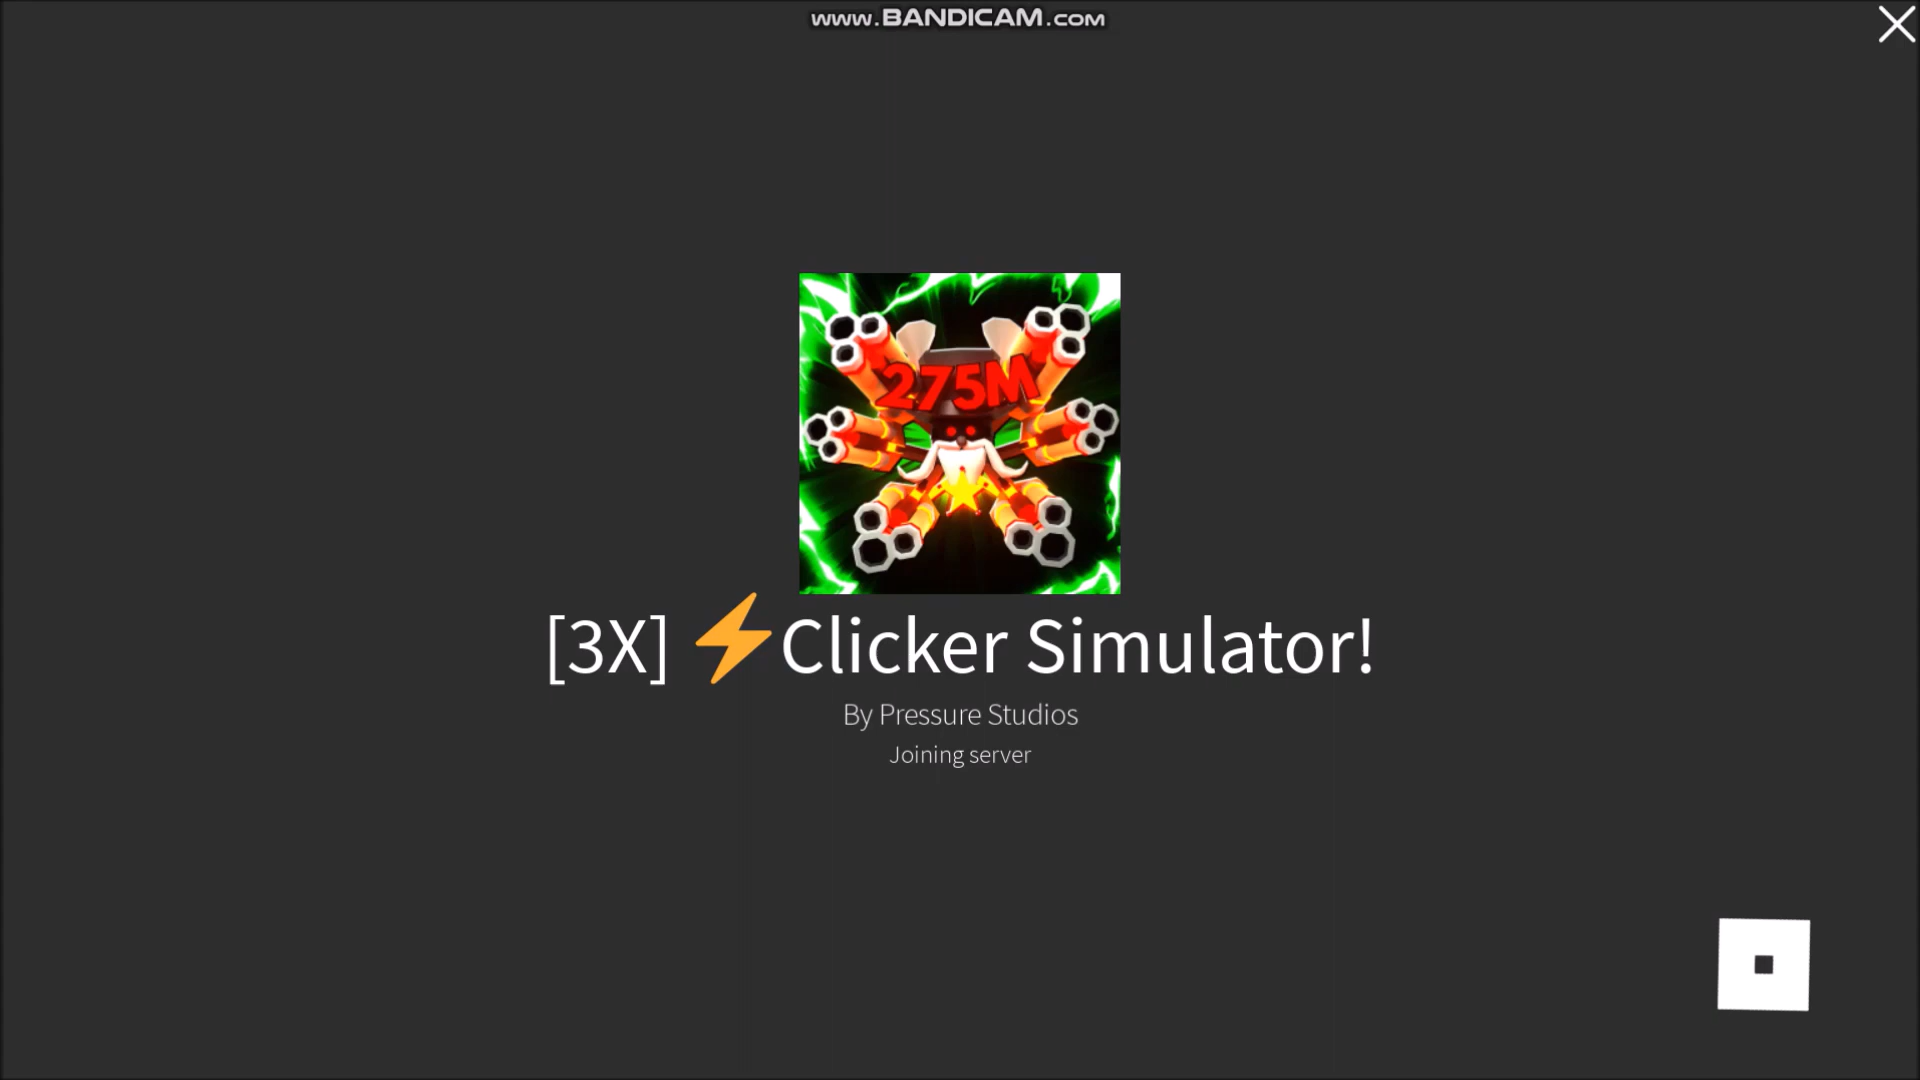 www.BANDICAM.com
275M
[3X] ⚡Clicker Simulator!
By Pressure Studios
Joining server